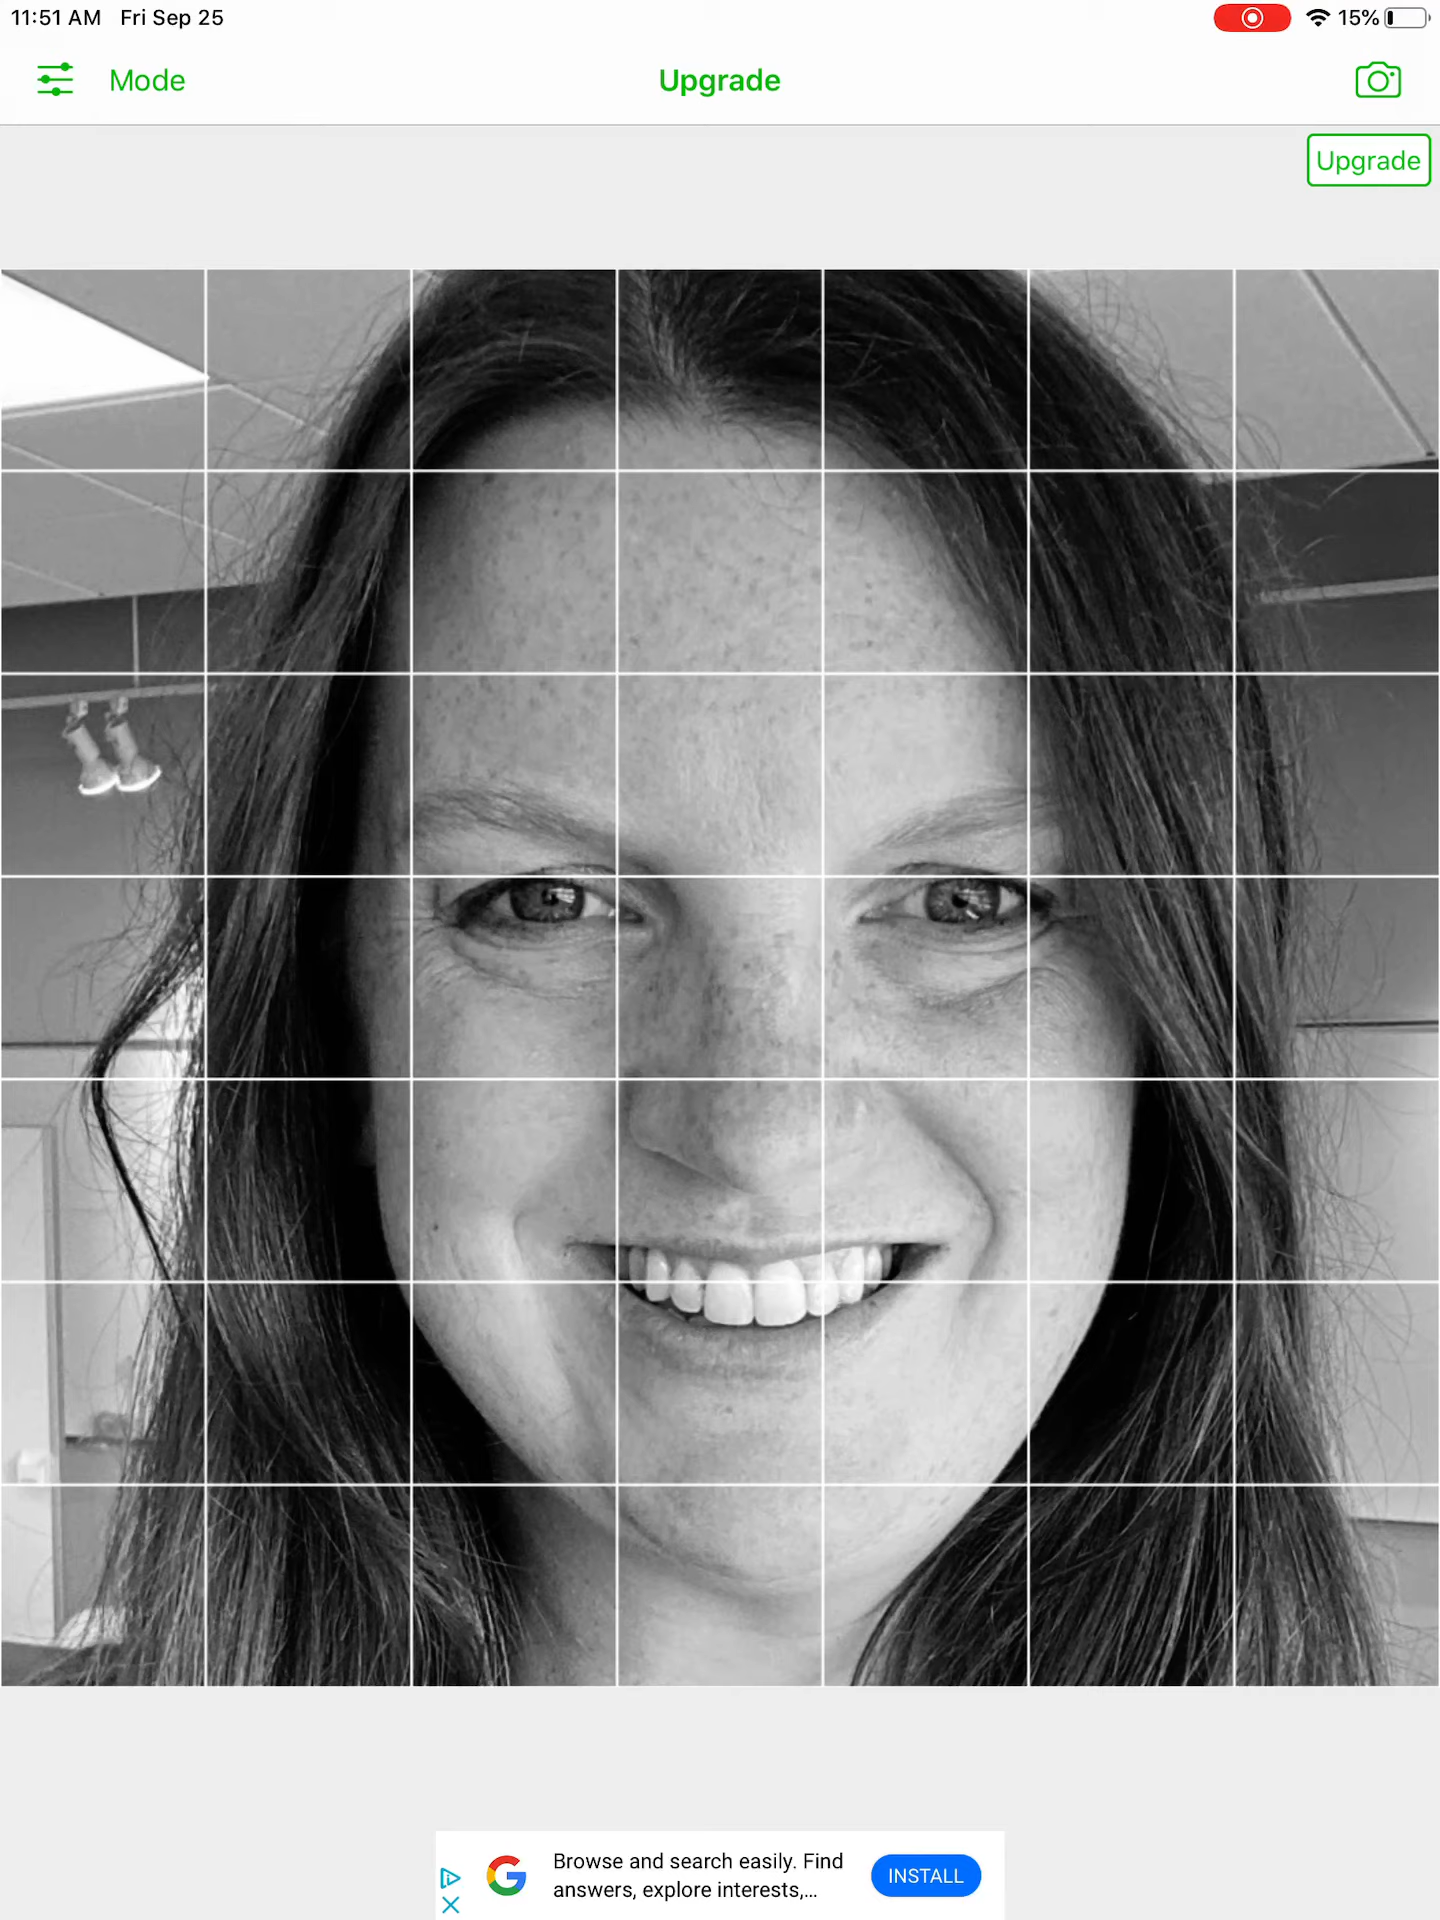 11:51 AM Fri Sep 25 15%
Mode Upgrade
Upgrade
Browse and search easily. Find
answers, explore interests,...
INSTALL